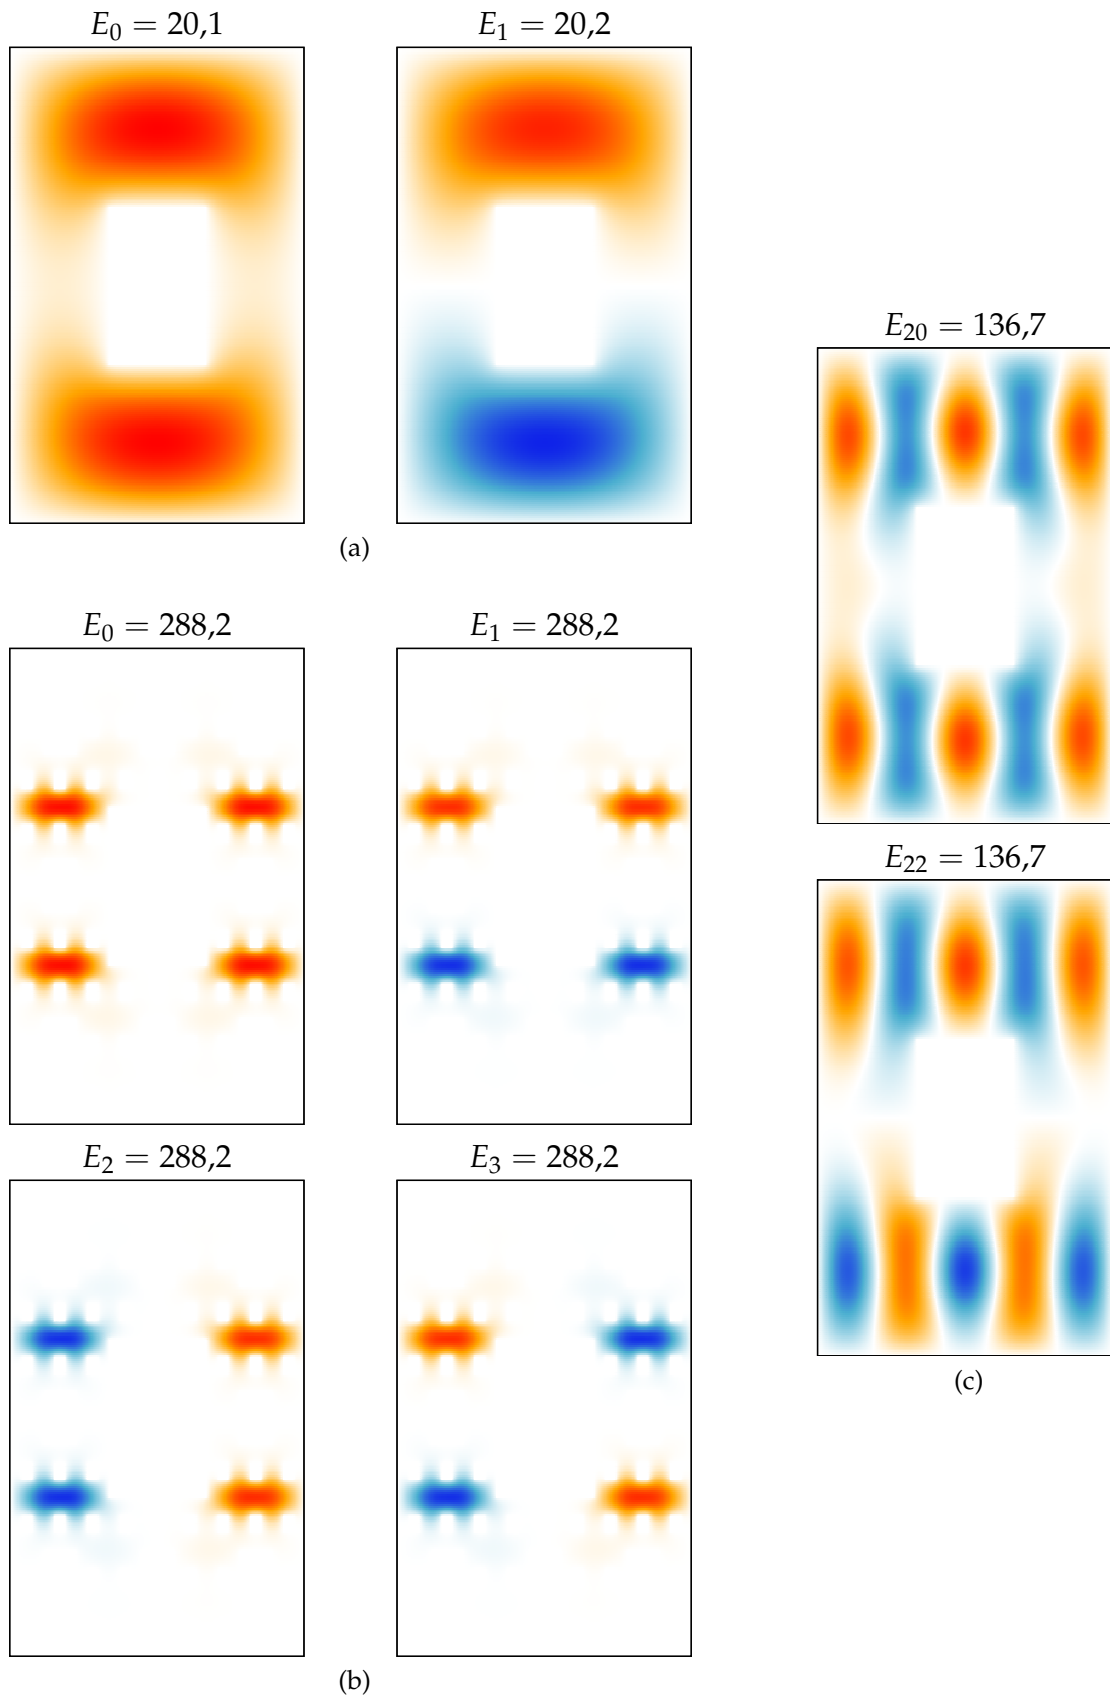 E₀ = 20,1
E₁ = 20,2
(a)
E₂₀ = 136,7
E₀ = 288,2
E₁ = 288,2
E₂₂ = 136,7
E₂ = 288,2
E₃ = 288,2
(c)
(b)